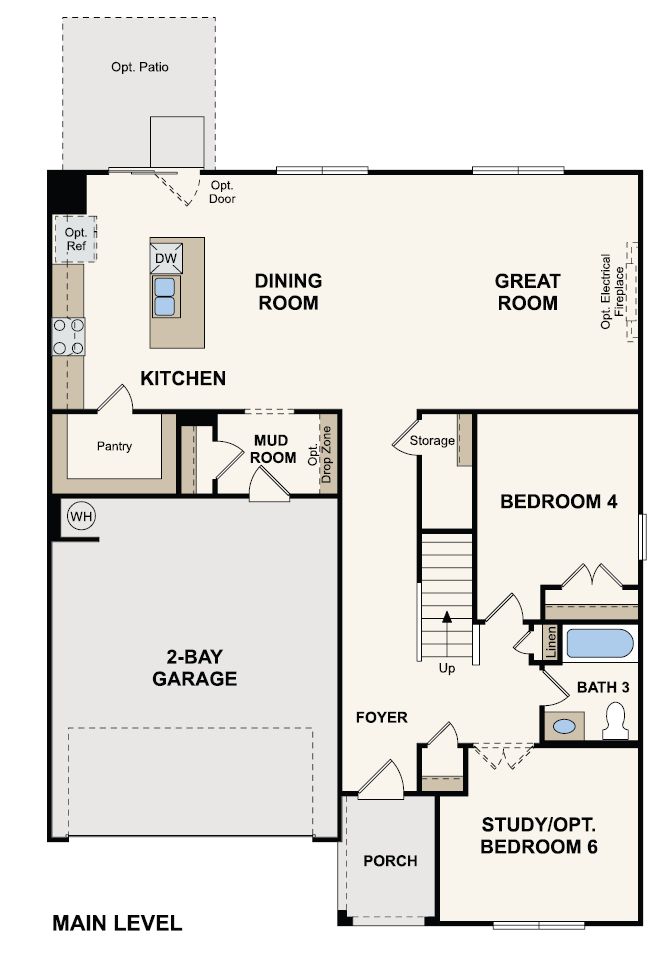 Opt. Patio
Opt.
Door
Opt.
Ref
DW
DINING
ROOM
GREAT
ROOM
Opt. Electrical
Fireplace
KITCHEN
Pantry
MUD
ROOM
Opt.
Drop Zone
Storage
BEDROOM 4
WH
Linen
Up
2-BAY
GARAGE
BATH 3
FOYER
STUDY/OPT.
BEDROOM 6
PORCH
MAIN LEVEL